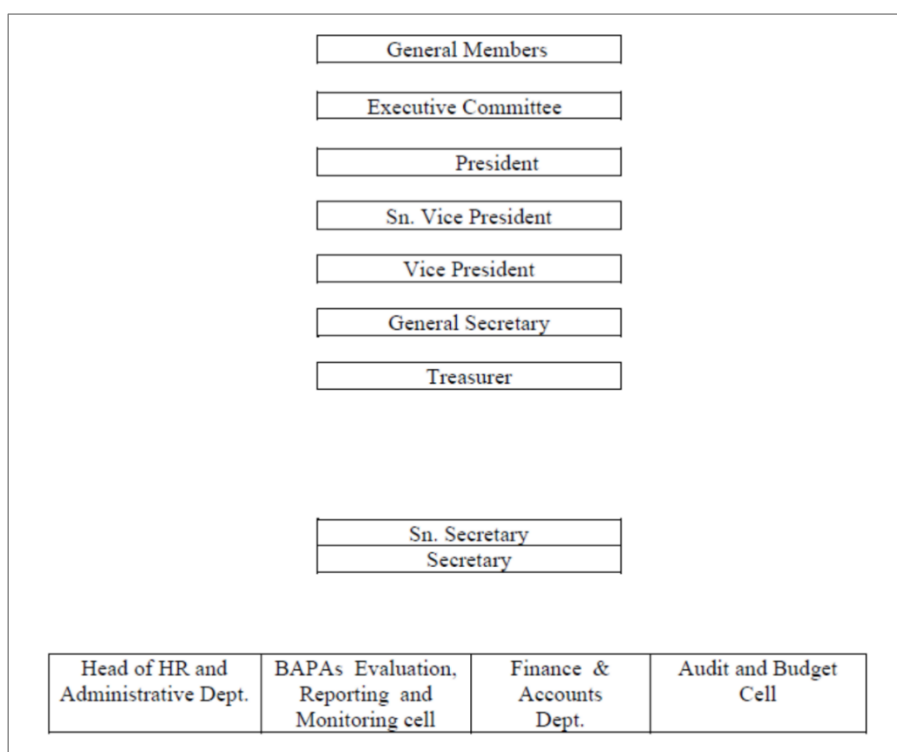 General Members
Executive Committee
President
Sn. Vice President
Vice President
General Secretary
Treasurer
Sn. Secretary
Secretary
Head of HR and
Administrative Dept.
BAPAs Evaluation,
Reporting and
Monitoring cell
Finance &
Accounts
Dept.
Audit and Budget
Cell